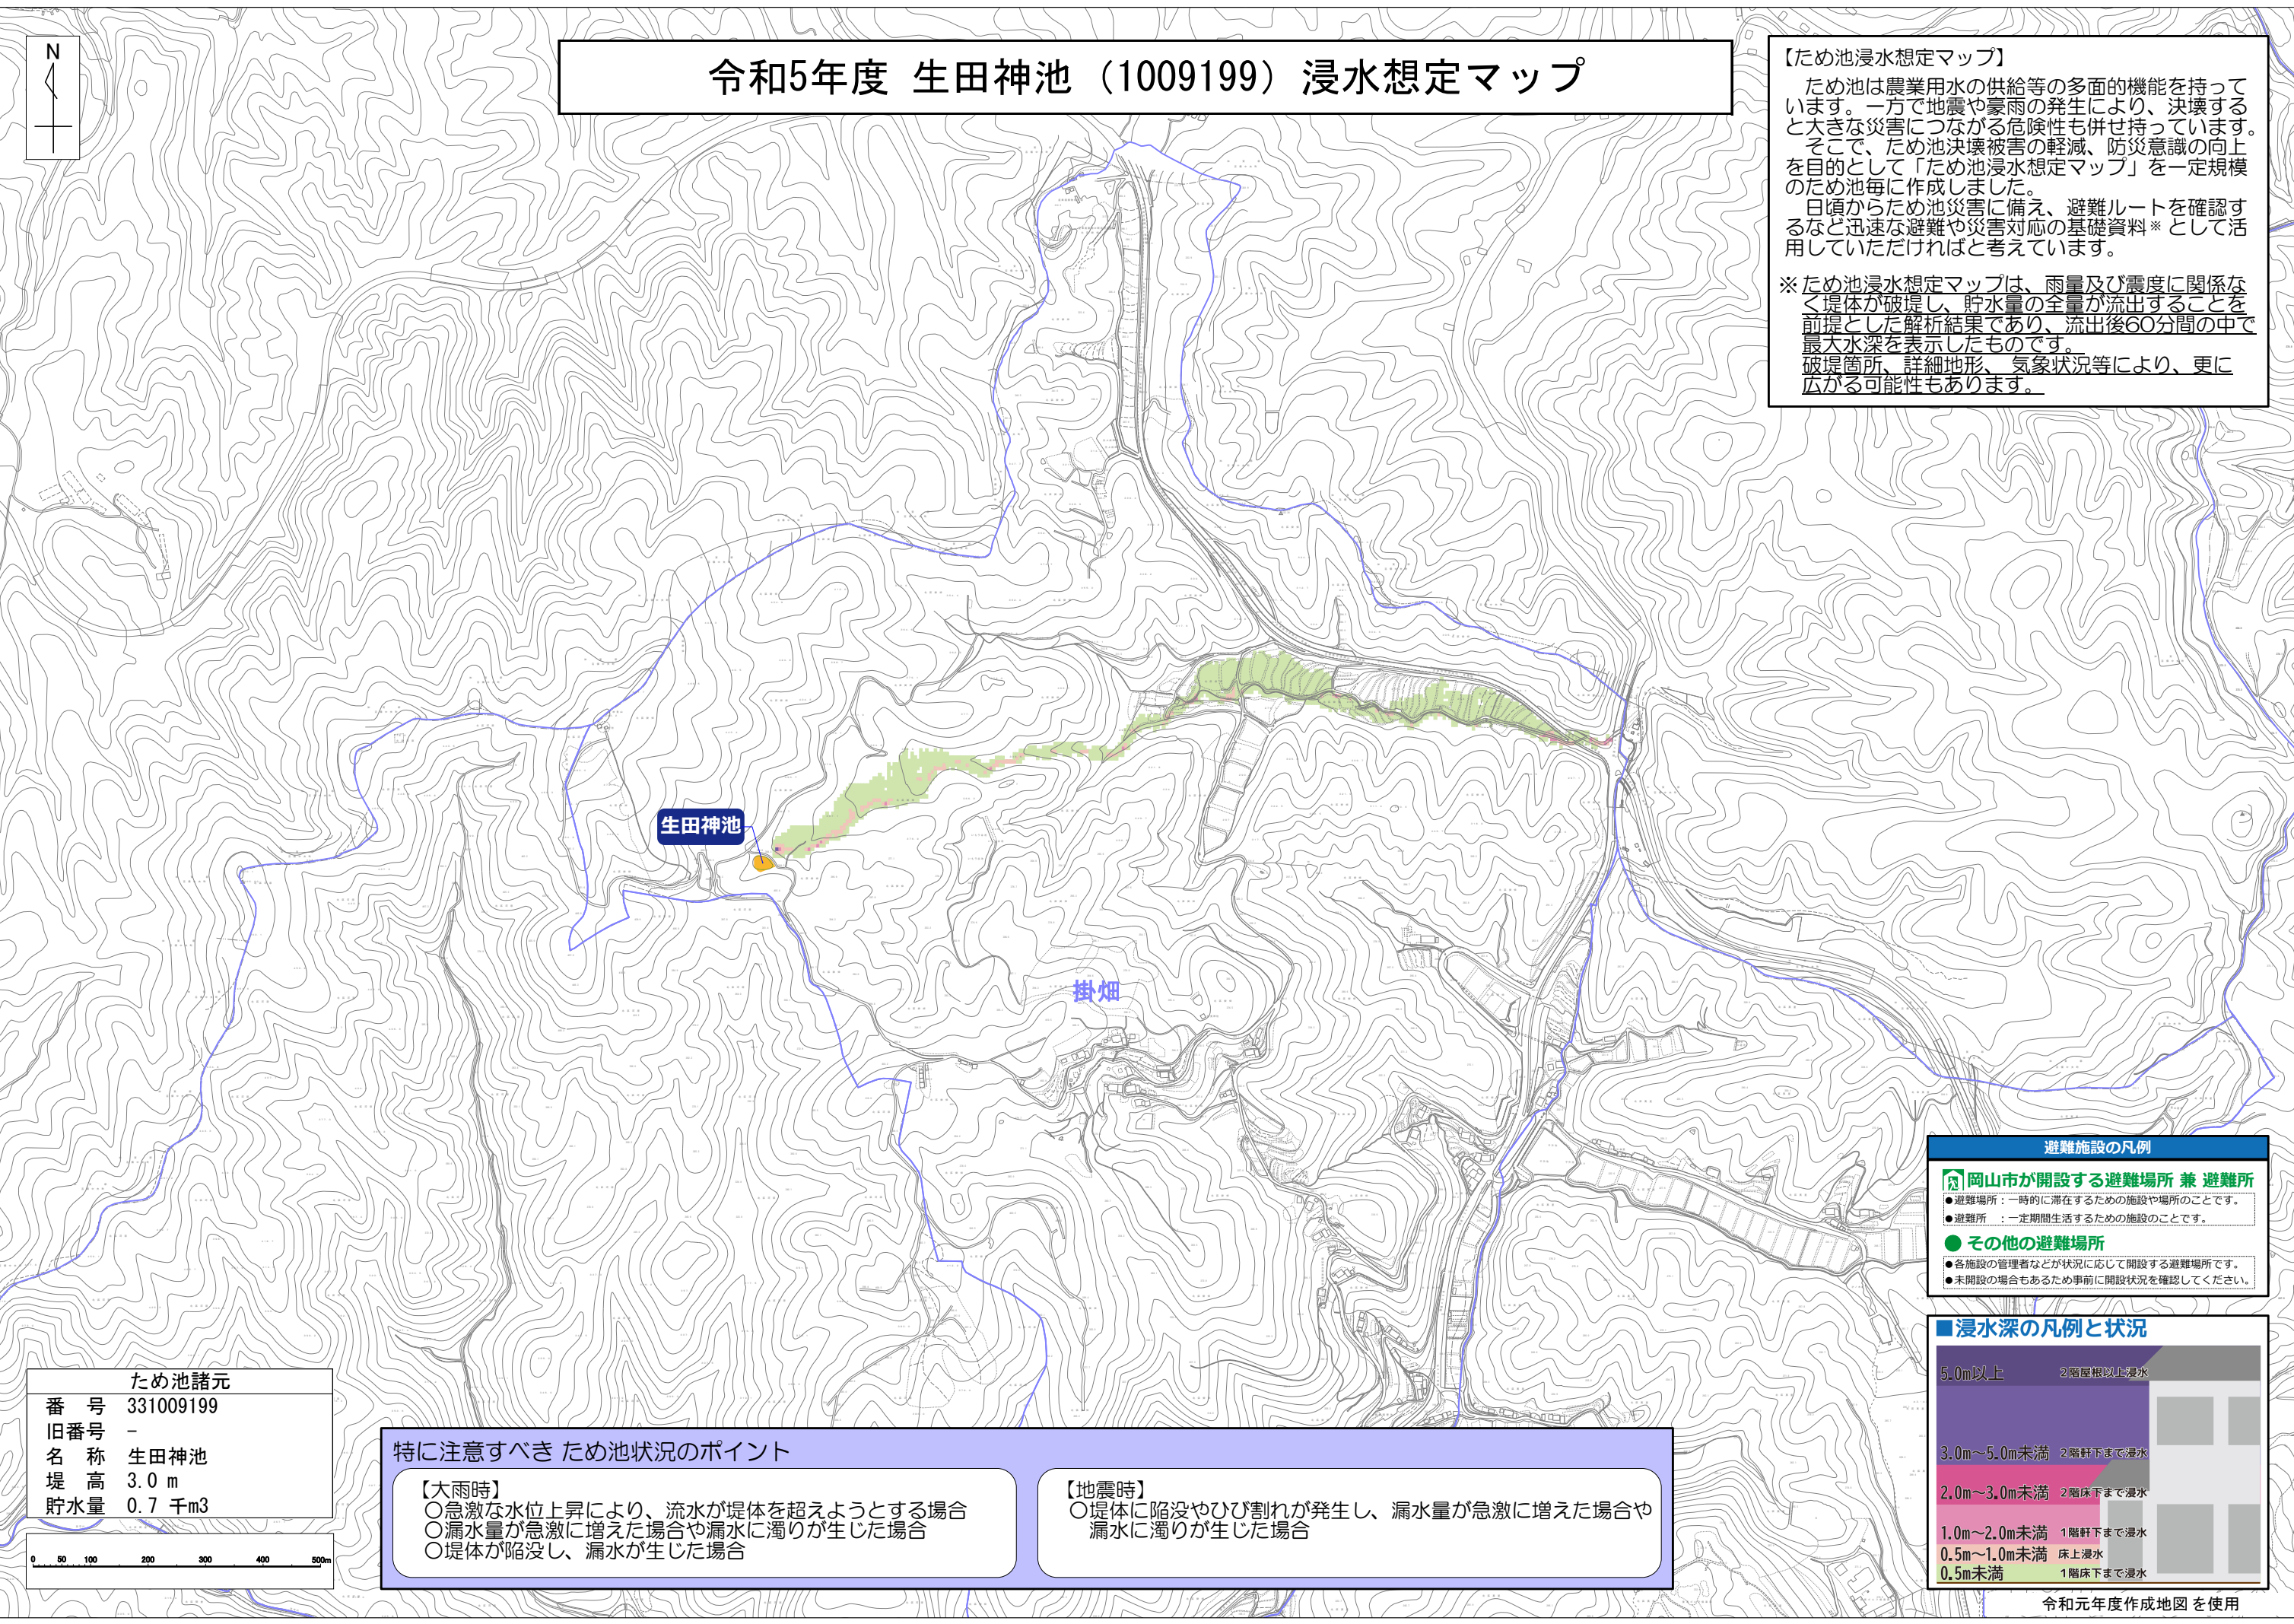 N
令和5年度 生田神池（1009199）浸水想定マップ
【ため池浸水想定マップ】
ため池は農業用水の供給等の多面的機能を持って
います。一方で地震や豪雨の発生により、決壊する
と大きな災害につながる危険性も併せ持っています。
そこで、ため池決壊被害の軽減、防災意識の向上
を目的として「ため池浸水想定マップ」を一定規模
のため池毎に作成しました。
日頃からため池災害に備え、避難ルートを確認す
るなど迅速な避難や災害対応の基礎資料※として活
用していただければと考えています。
※ため池浸水想定マップは、雨量及び震度に関係な
く堤体が破堤し、貯水量の全量が流出することを
前提とした解析結果であり、流出後60分間の中で
最大水深を表示したものです。
破堤箇所、詳細地形、気象状況等により、更に
広がる可能性もあります。
生田神池
掛畑
避難施設の凡例
岡山市が開設する避難場所 兼 避難所
●避難場所：一時的に滞在するための施設や場所のことです。
●避難所　：一定期間生活するための施設のことです。
● その他の避難場所
●各施設の管理者などが状況に応じて開設する避難場所です。
●未開設の場合もあるため事前に開設状況を確認してください。
■浸水深の凡例と状況
5.0m以上 2階屋根以上浸水
3.0m～5.0m未満 2階軒下まで浸水
2.0m～3.0m未満 2階床下まで浸水
1.0m～2.0m未満 1階軒下まで浸水
0.5m～1.0m未満 床上浸水
0.5m未満 1階床下まで浸水
令和元年度作成地図 を使用
ため池諸元
番　号 331009199
旧番号 -
名　称 生田神池
堤　高 3.0 m
貯水量 0.7 千m3
0 50 100 200 300 400 500m
特に注意すべき ため池状況のポイント
【大雨時】
○急激な水位上昇により、流水が堤体を超えようとする場合
○漏水量が急激に増えた場合や漏水に濁りが生じた場合
○堤体が陥没し、漏水が生じた場合
【地震時】
○堤体に陥没やひび割れが発生し、漏水量が急激に増えた場合や
漏水に濁りが生じた場合